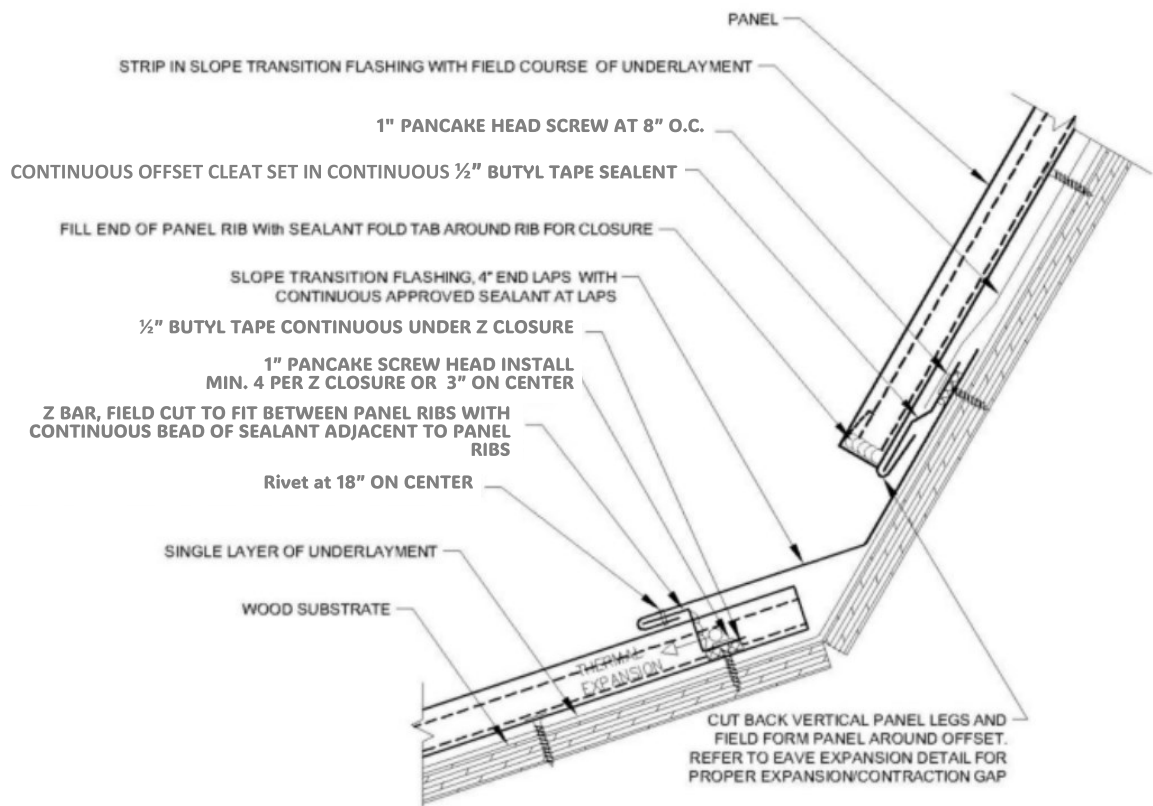 PANEL
STRIP IN SLOPE TRANSITION FLASHING WITH FIELD COURSE OF UNDERLAYMENT
1" PANCAKE HEAD SCREW AT 8” O.C.
CONTINUOUS OFFSET CLEAT SET IN CONTINUOUS ½” BUTYL TAPE SEALENT
FILL END OF PANEL RIB With SEALANT FOLD TAB AROUND RIB FOR CLOSURE
SLOPE TRANSITION FLASHING, 4" END LAPS WITH
CONTINUOUS APPROVED SEALANT AT LAPS
½” BUTYL TAPE CONTINUOUS UNDER Z CLOSURE
1” PANCAKE SCREW HEAD INSTALL
MIN. 4 PER Z CLOSURE OR 3” ON CENTER
Z BAR, FIELD CUT TO FIT BETWEEN PANEL RIBS WITH
CONTINUOUS BEAD OF SEALANT ADJACENT TO PANEL
RIBS
Rivet at 18” ON CENTER
SINGLE LAYER OF UNDERLAYMENT
WOOD SUBSTRATE
THERMAL
EXPANSION
CUT BACK VERTICAL PANEL LEGS AND
FIELD FORM PANEL AROUND OFFSET.
REFER TO EAVE EXPANSION DETAIL FOR
PROPER EXPANSION/CONTRACTION GAP